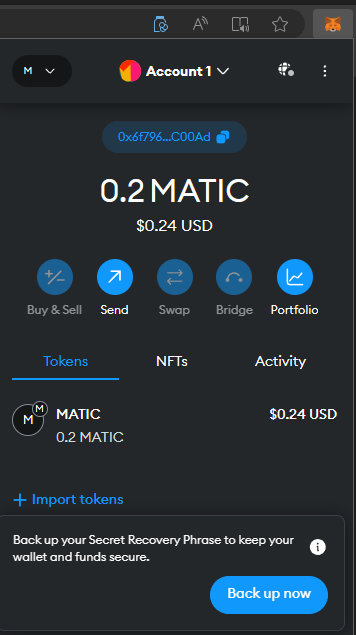 M
Account 1
0x6f796...C00Ad
0.2 MATIC
$0.24 USD
Buy & Sell Send Swap Bridge Portfolio
Tokens NFTs Activity
M M MATIC $0.24 USD
0.2 MATIC
+ Import tokens
Back up your Secret Recovery Phrase to keep your
wallet and funds secure.
Back up now